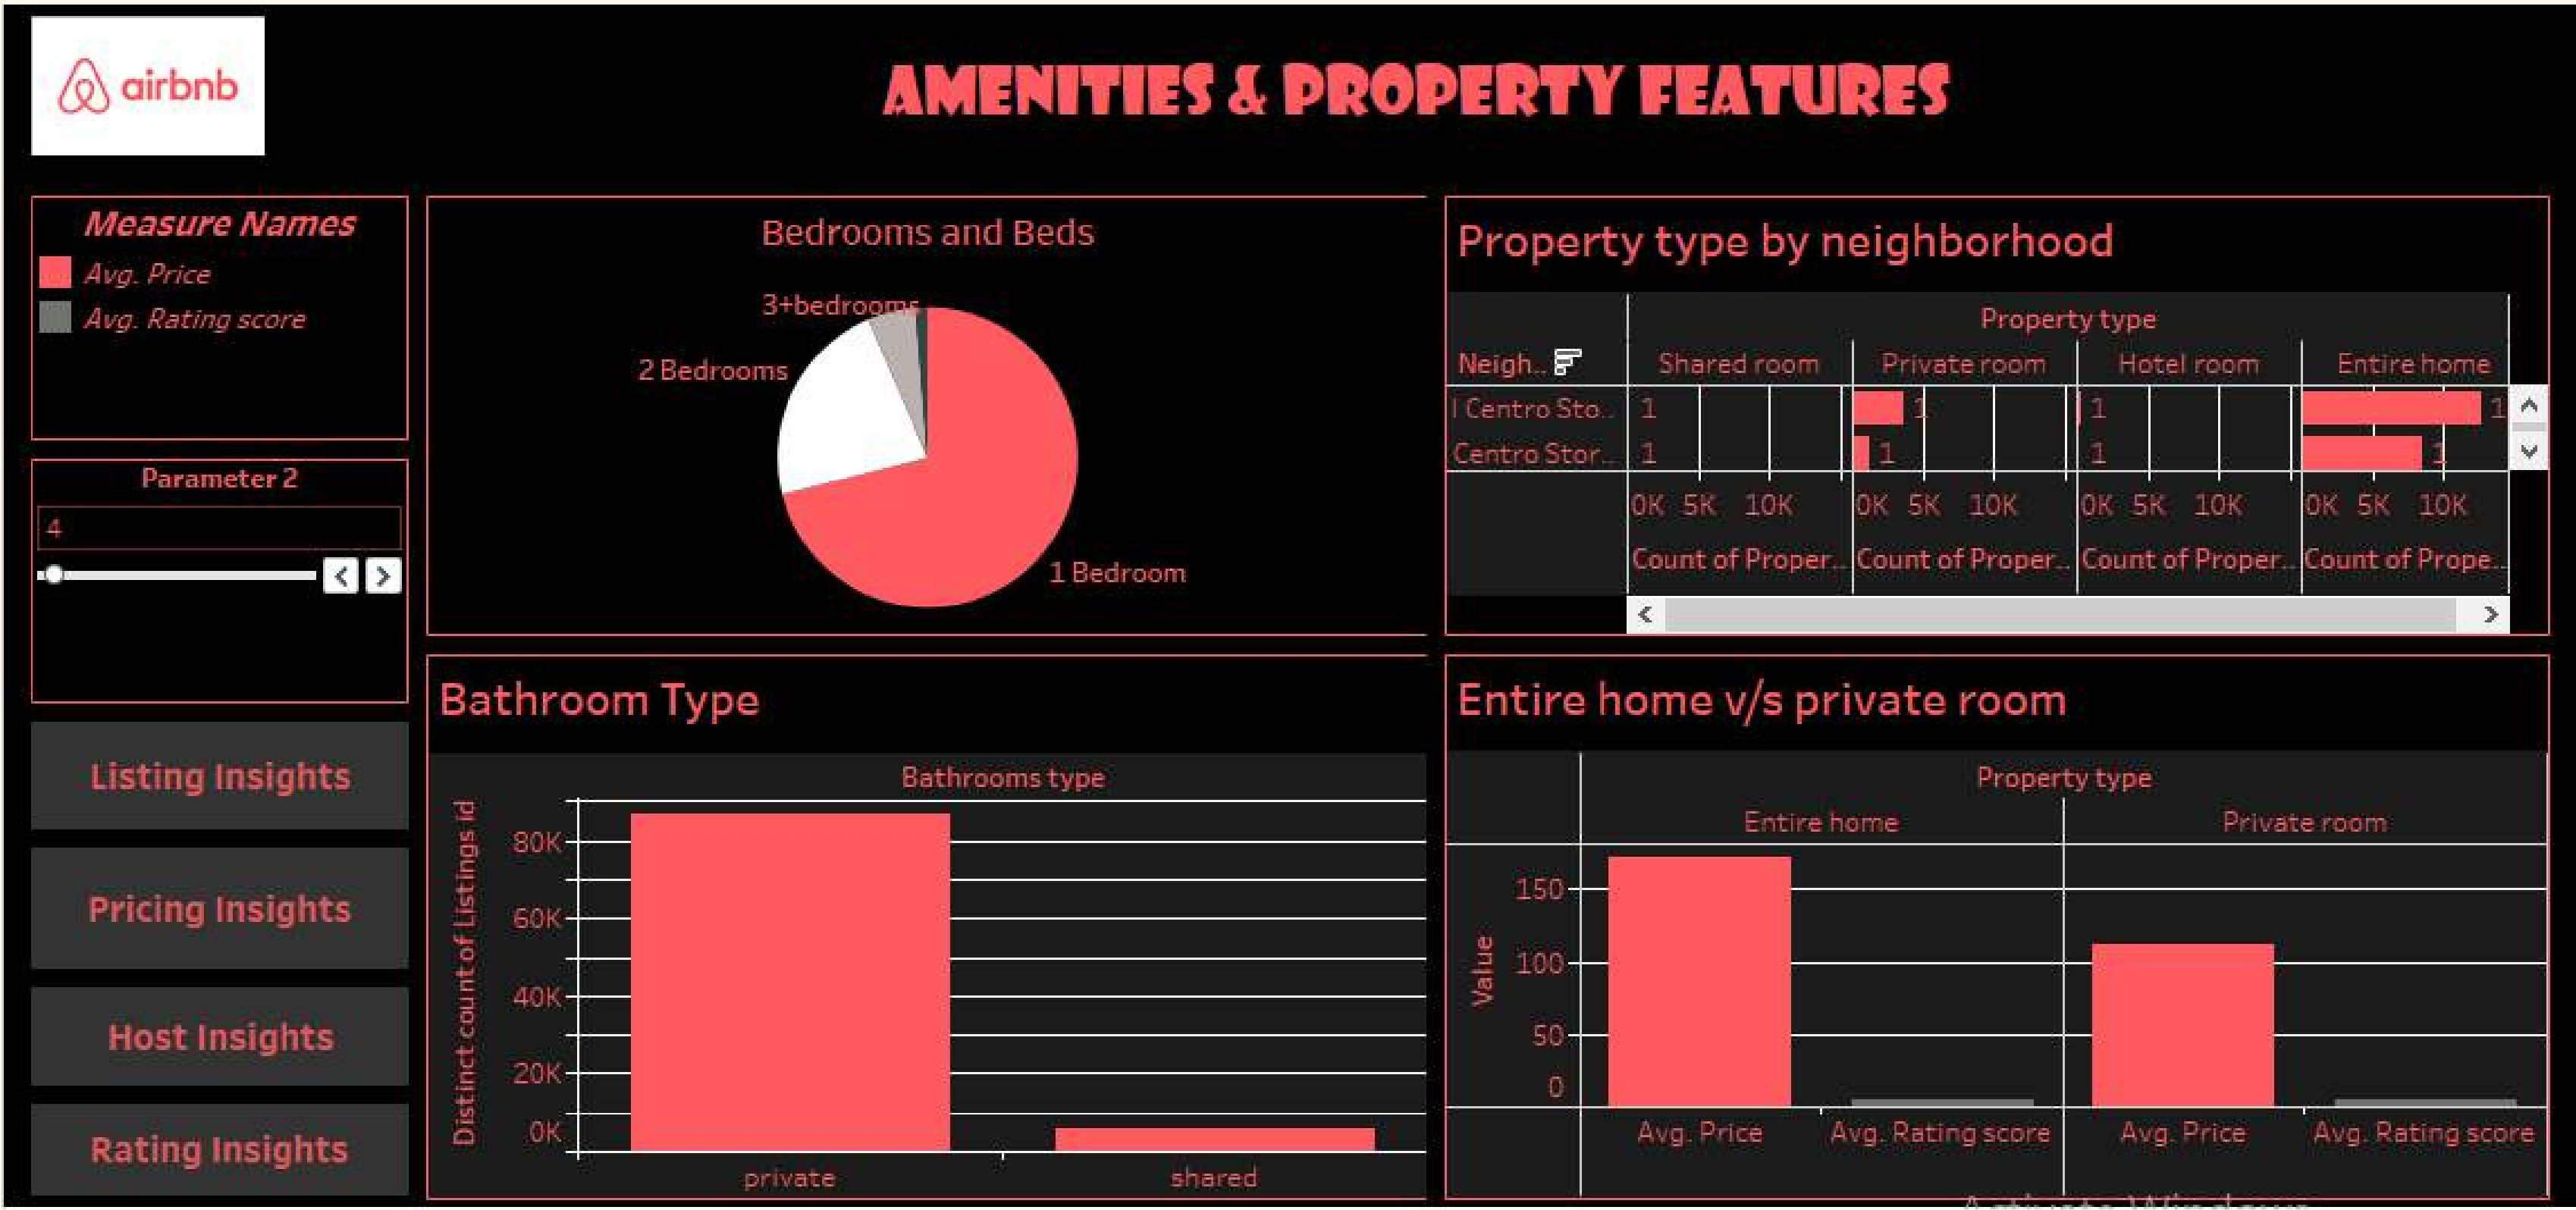 airbnb
AMENITIES & PROPERTY FEATURES
Measure Names
Avg. Price
Avg. Rating score
Parameter 2
4
Listing Insights
Pricing Insights
Host Insights
Rating Insights
Bedrooms and Beds
3+bedrooms
2 Bedrooms
1 Bedroom
Property type by neighborhood
Property type
Neigh.. Shared room Private room Hotel room Entire home
I Centro Sto.. 1 1 1 1
Centro Stor.. 1 1 1 1
0K 5K 10K 0K 5K 10K 0K 5K 10K 0K 5K 10K
Count of Proper.. Count of Proper.. Count of Proper.. Count of Prope..
Bathroom Type
Bathrooms type
Distinct count of Listings id
80K
60K
40K
20K
0K
private shared
Entire home v/s private room
Property type
Entire home Private room
Value
150
100
50
0
Avg. Price Avg. Rating score Avg. Price Avg. Rating score